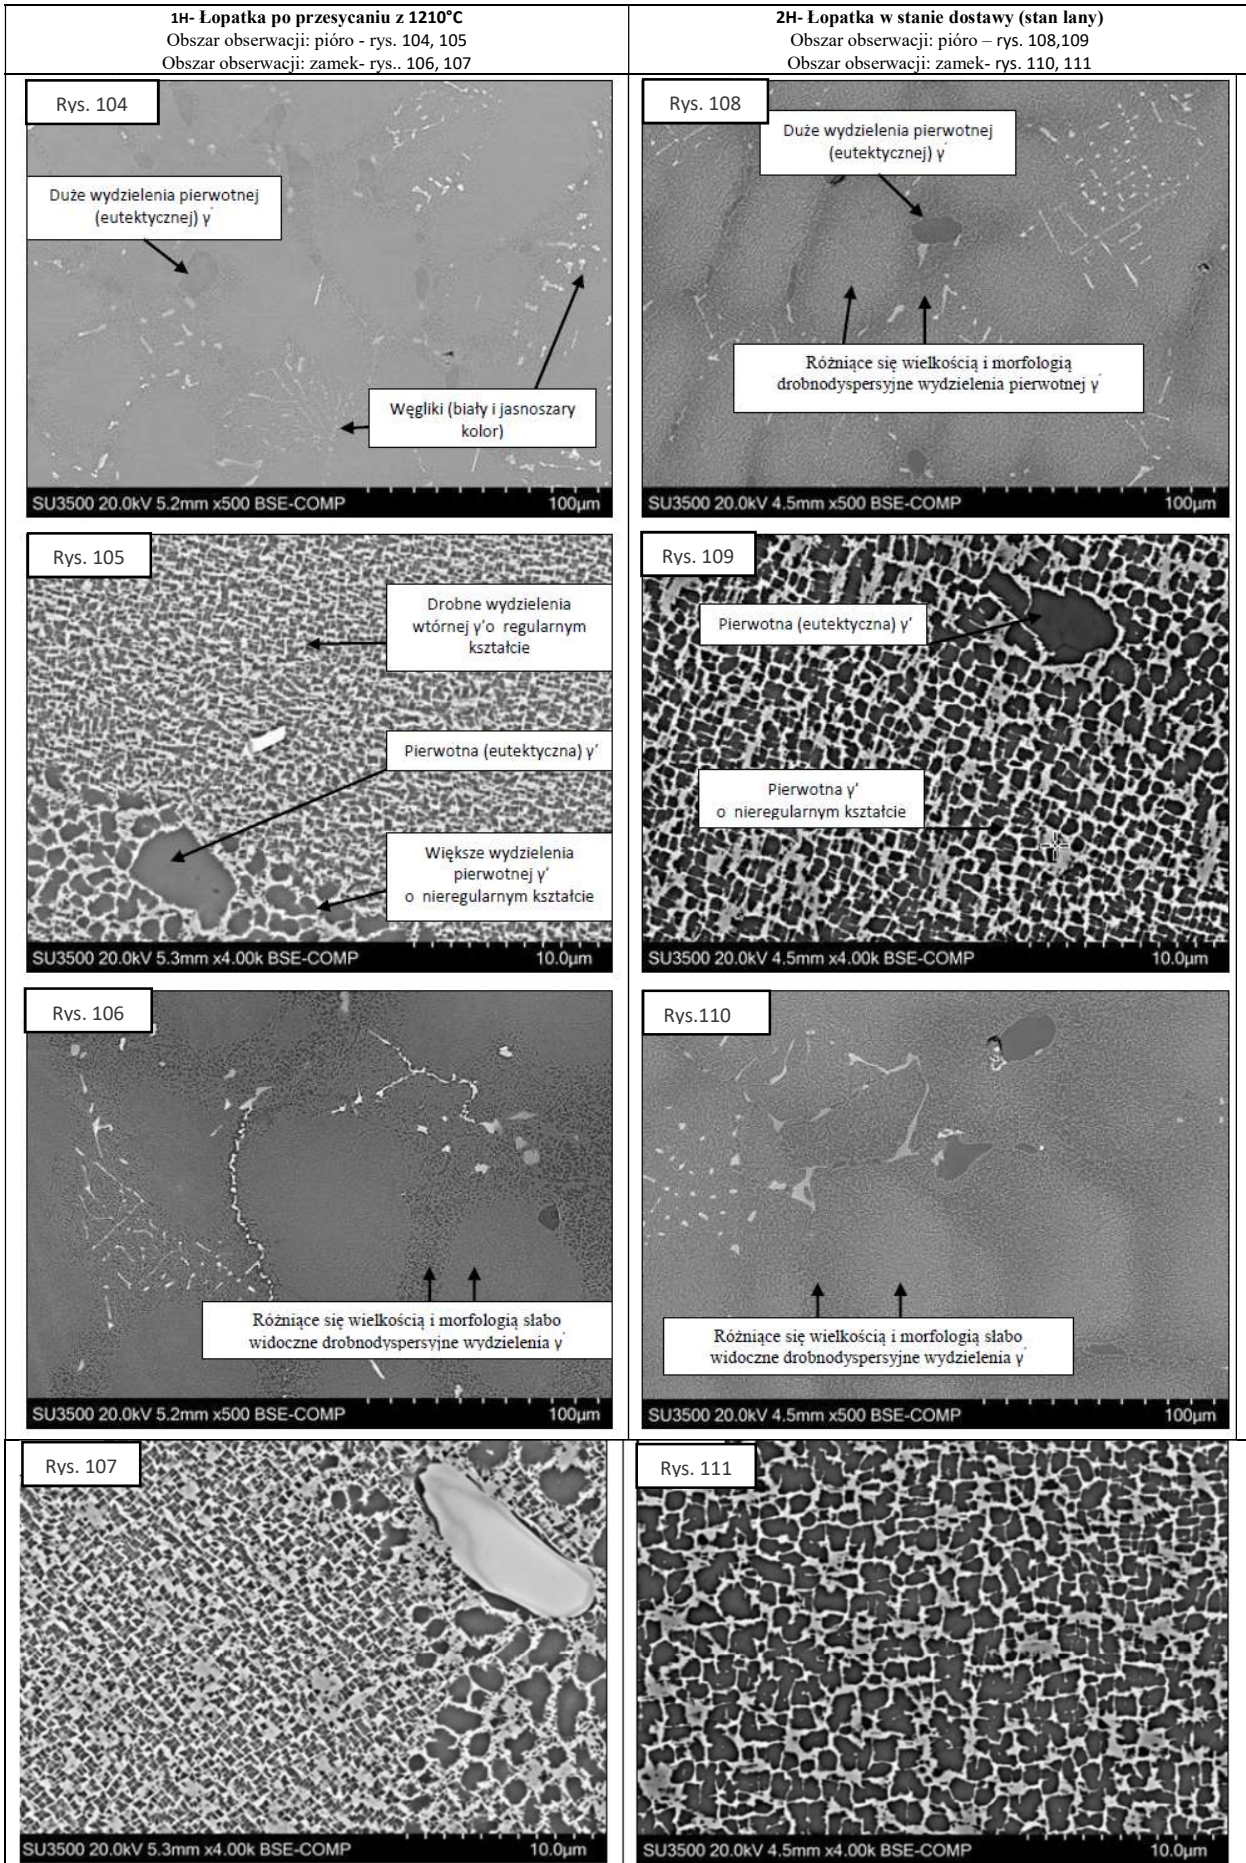 1H- Łopatka po przesycaniu z 1210°C
Obszar obserwacji: pióro - rys. 104, 105
Obszar obserwacji: zamek- rys.. 106, 107
2H- Łopatka w stanie dostawy (stan lany)
Obszar obserwacji: pióro – rys. 108,109
Obszar obserwacji: zamek- rys. 110, 111
Rys. 104
Duże wydzielenia pierwotnej
(eutektycznej) γ'
Węgliki (biały i jasnoszary
kolor)
SU3500 20.0kV 5.2mm x500 BSE-COMP 100µm
Rys. 108
Duże wydzielenia pierwotnej
(eutektycznej) γ'
Różniące się wielkością i morfologią
drobnodyspersyjne wydzielenia pierwotnej γ'
SU3500 20.0kV 4.5mm x500 BSE-COMP 100µm
Rys. 105
Drobne wydzielenia
wtórnej γ'o regularnym
kształcie
Pierwotna (eutektyczna) γ'
Większe wydzielenia
pierwotnej γ'
o nieregularnym kształcie
SU3500 20.0kV 5.3mm x4.00k BSE-COMP 10.0µm
Rys. 109
Pierwotna (eutektyczna) γ'
Pierwotna γ'
o nieregularnym kształcie
SU3500 20.0kV 4.5mm x4.00k BSE-COMP 10.0µm
Rys. 106
Różniące się wielkością i morfologią słabo
widoczne drobnodyspersyjne wydzielenia γ'
SU3500 20.0kV 5.2mm x500 BSE-COMP 100µm
Rys.110
Różniące się wielkością i morfologią słabo
widoczne drobnodyspersyjne wydzielenia γ'
SU3500 20.0kV 4.5mm x500 BSE-COMP 100µm
Rys. 107
SU3500 20.0kV 5.3mm x4.00k BSE-COMP 10.0µm
Rys. 111
SU3500 20.0kV 4.5mm x4.00k BSE-COMP 10.0µm